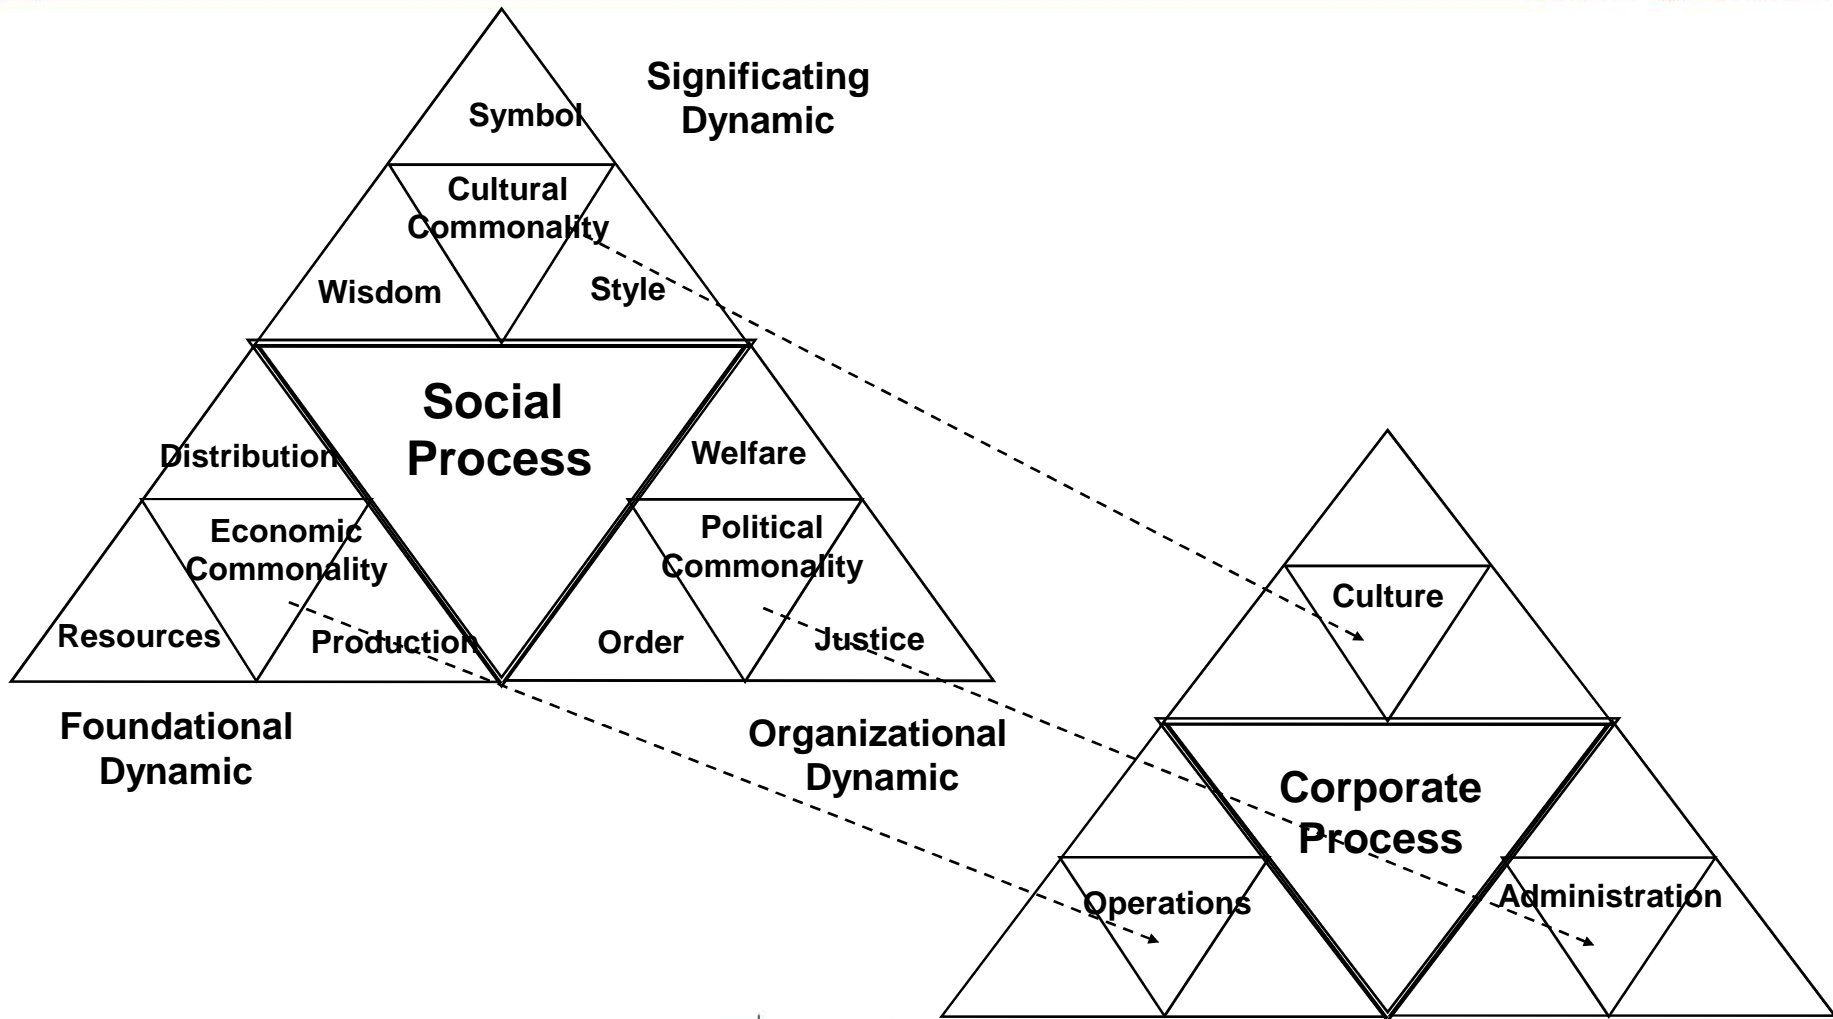 Significating
Dynamic
Symbol
Cultural
Commonality
Wisdom
Style
Social
Process
Distribution
Welfare
Economic
Commonality
Political
Commonality
Resources
Production
Order
Justice
Foundational
Dynamic
Organizational
Dynamic
Culture
Corporate
Process
Operations
Administration